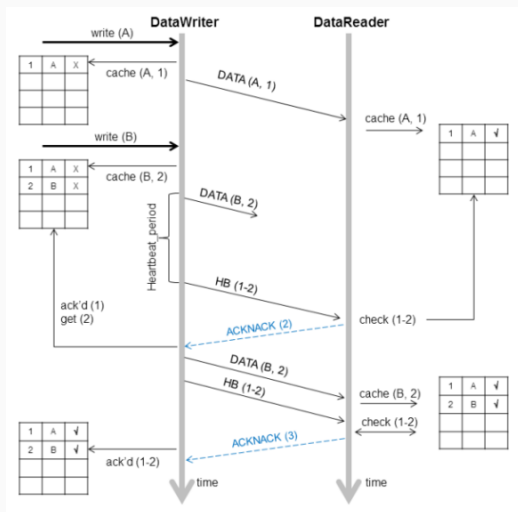 DataWriter DataReader
write (A)
1 A X
cache (A, 1)
DATA (A, 1)
cache (A, 1)
1 A √
write (B)
1 A X
2 B X
cache (B, 2)
DATA (B, 2)
Heartbeat_period
HB (1-2)
ack'd (1)
get (2)
check (1-2)
ACKNACK (2)
DATA (B, 2)
HB (1-2)
cache (B, 2)
1 A √
2 B √
check (1-2)
ACKNACK (3)
1 A √
2 B √
ack'd (1-2)
time time